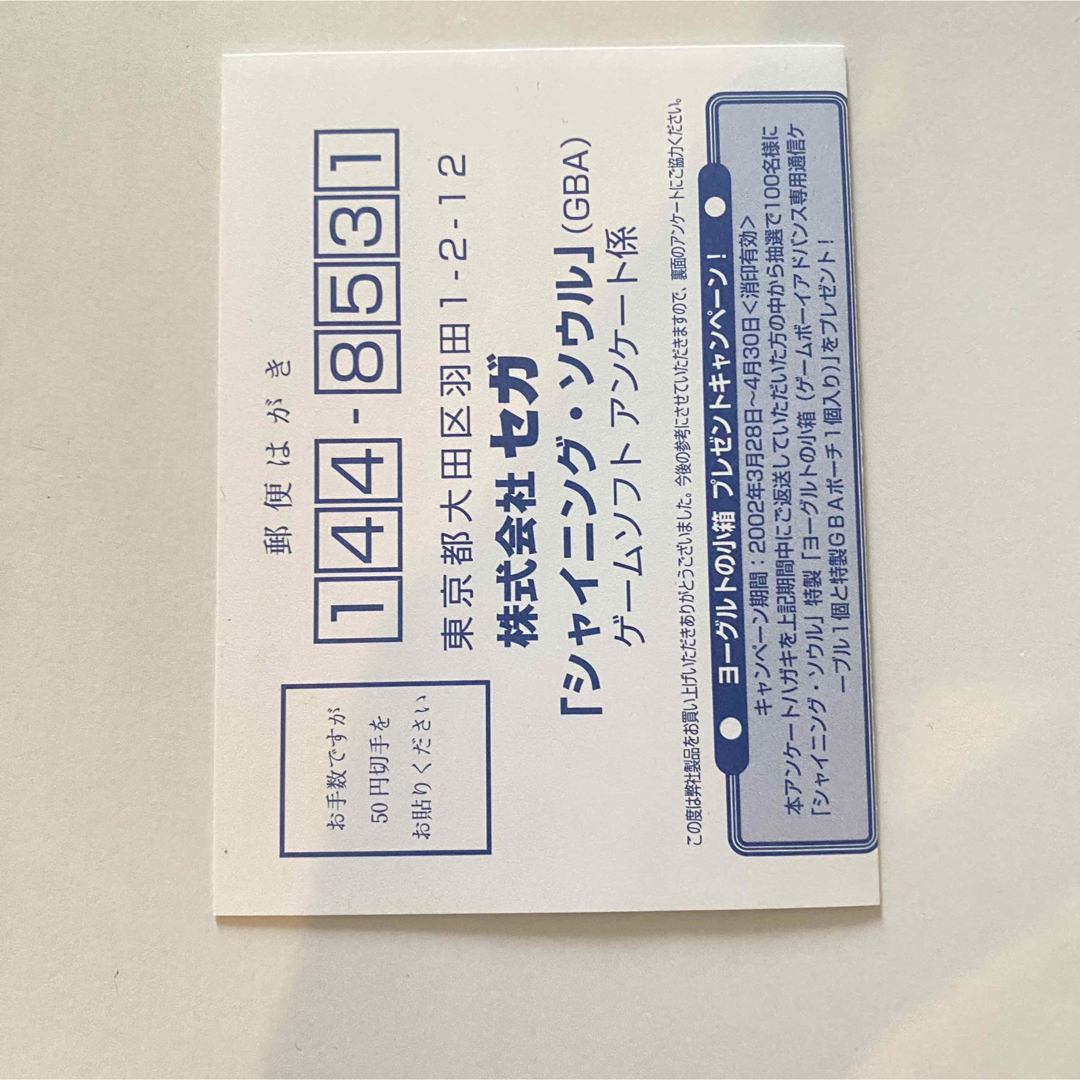 郵便はがき
144-8531
お手数ですが
50円切手を
お貼りください
東京都大田区羽田1-2-12
株式会社 セガ
「シャイニング・ソウル」(GBA)
ゲームソフト アンケート係
この度は弊社製品をお買い上げいただきありがとうございました。今後の参考にさせていただきますので、裏面のアンケートにご協力ください。
ヨーグルトの小箱 プレゼントキャンペーン！
キャンペーン期間：2002年3月28日～4月30日＜消印有効＞
本アンケートハガキを上記期間中にご返送していただいた方の中から抽選で100名様に
「シャイニング・ソウル」特製「ヨーグルトの小箱（ゲームボーイアドバンス専用通信ケ
ーブル１個と特製GBAポーチ１個入り）」をプレゼント！